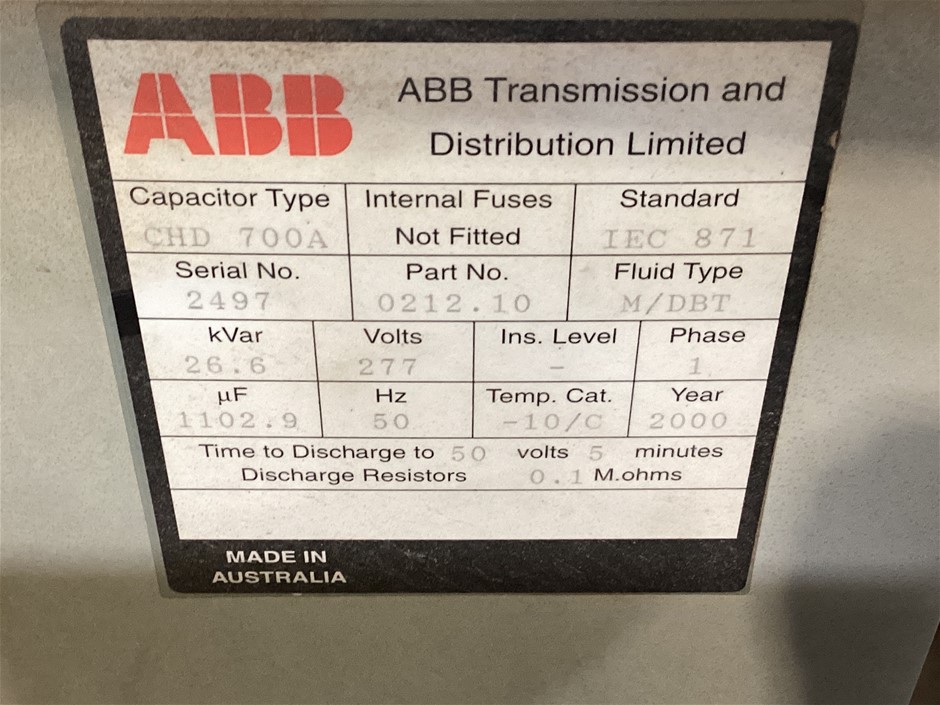 ABB
ABB Transmission and
Distribution Limited
Capacitor Type Internal Fuses Standard
CHD 700A Not Fitted IEC 871
Serial No. Part No. Fluid Type
2497 0212.10 M/DBT
kVar Volts Ins. Level Phase
26.6 277 - 1
µF Hz Temp. Cat. Year
1102.9 50 -10/C 2000
Time to Discharge to 50 volts 5 minutes
Discharge Resistors 0.1 M.ohms
MADE IN
AUSTRALIA